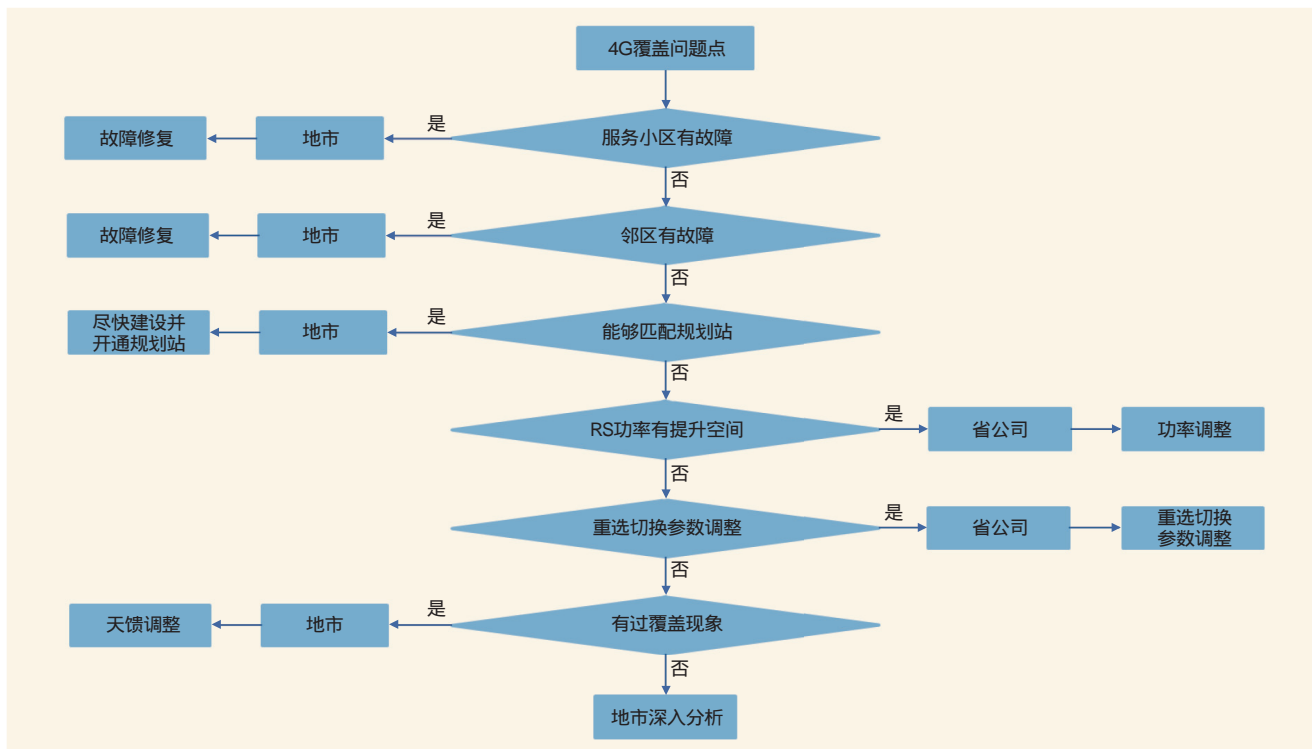 4G覆盖问题点
服务小区有故障
是
地市
故障修复
否
邻区有故障
是
地市
故障修复
否
能够匹配规划站
是
地市
尽快建设并
开通规划站
否
RS功率有提升空间
是
省公司
功率调整
否
重选切换参数调整
是
省公司
重选切换
参数调整
否
有过覆盖现象
是
地市
天馈调整
否
地市深入分析